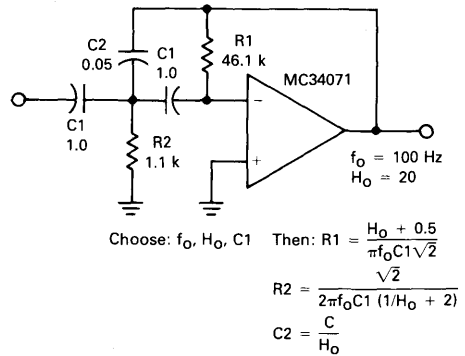 C2
0.05
C1
1.0
R1
46.1 k
MC34071
C1
1.0
R2
1.1 k
−
+
fo = 100 Hz
Ho = 20
Choose: fo, Ho, C1 Then: R1 = Ho + 0.5 / πfoC1√2
R2 = √2 / 2πfoC1 (1/Ho + 2)
C2 = C / Ho